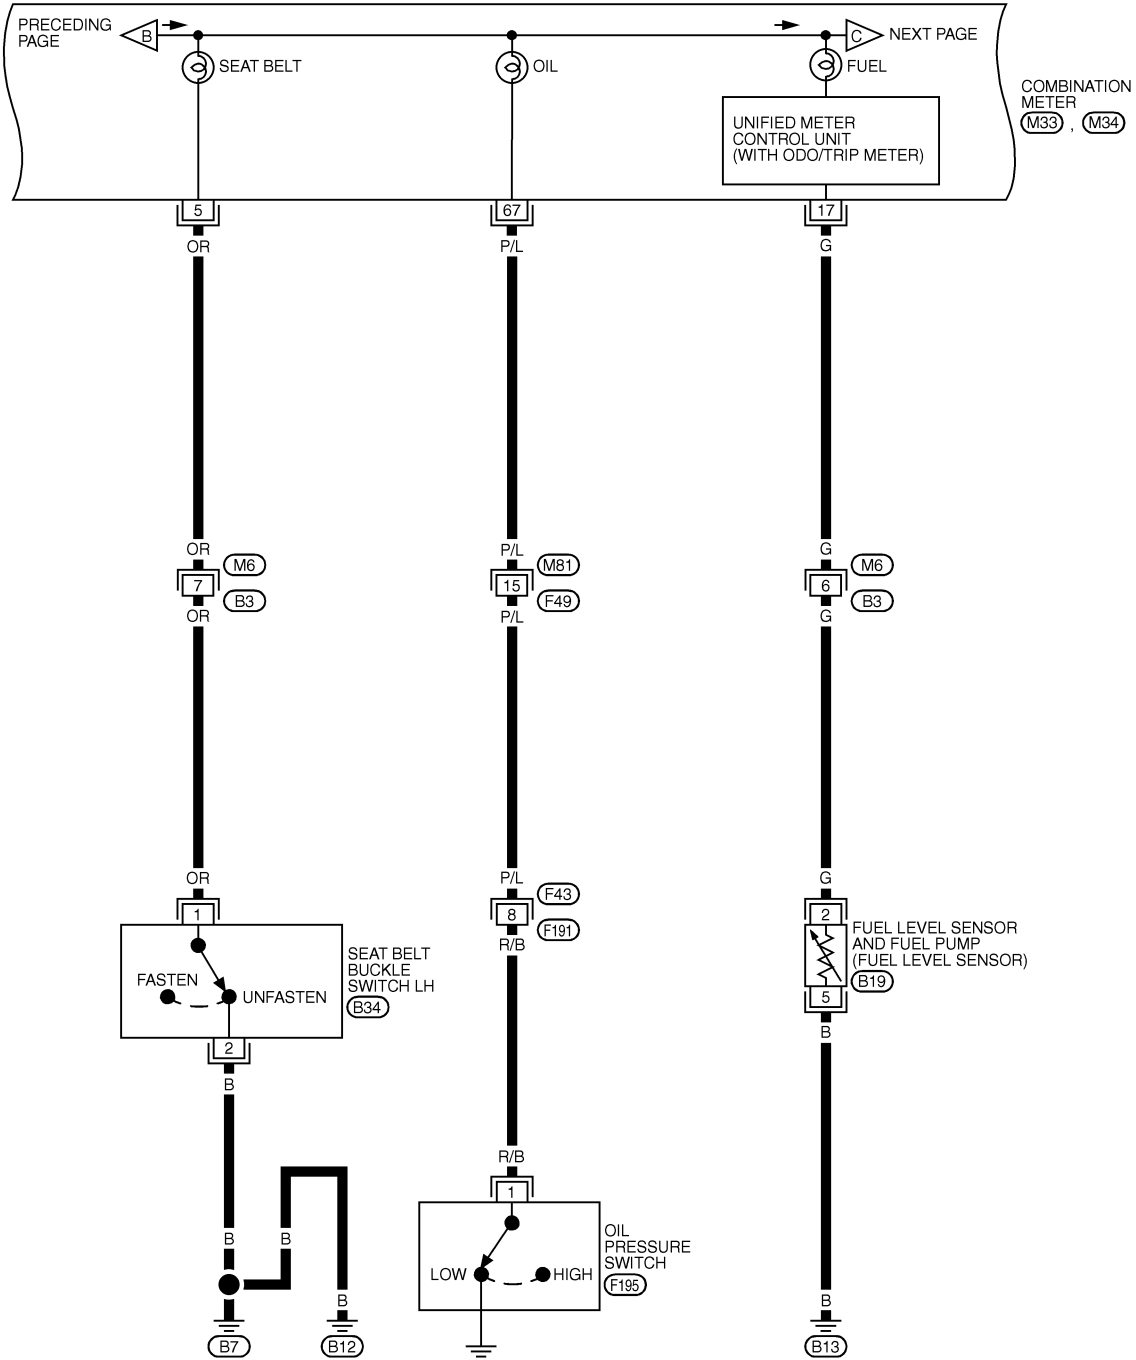 PRECEDING
PAGE
B
C
NEXT PAGE
SEAT BELT
OIL
FUEL
UNIFIED METER
CONTROL UNIT
(WITH ODO/TRIP METER)
COMBINATION
METER
M33 , M34
5
67
17
OR
P/L
G
OR
P/L
G
M6
M81
M6
7
15
6
B3
F49
B3
OR
P/L
G
OR
P/L
G
F43
1
8
2
F191
R/B
FUEL LEVEL SENSOR
AND FUEL PUMP
(FUEL LEVEL SENSOR)
B19
5
B
SEAT BELT
BUCKLE
SWITCH LH
B34
FASTEN
UNFASTEN
2
B
R/B
1
B
B
OIL
PRESSURE
SWITCH
F195
LOW
HIGH
B
B
B7
B12
B13